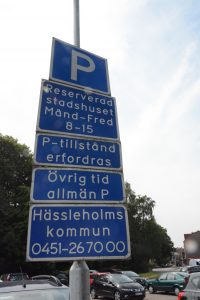 P
Reserverad
stadshuset
Månd-Fred
8-15
P-tillstånd
erfordras
Övrig tid
allmän P
Hässleholms
kommun
0451-267000